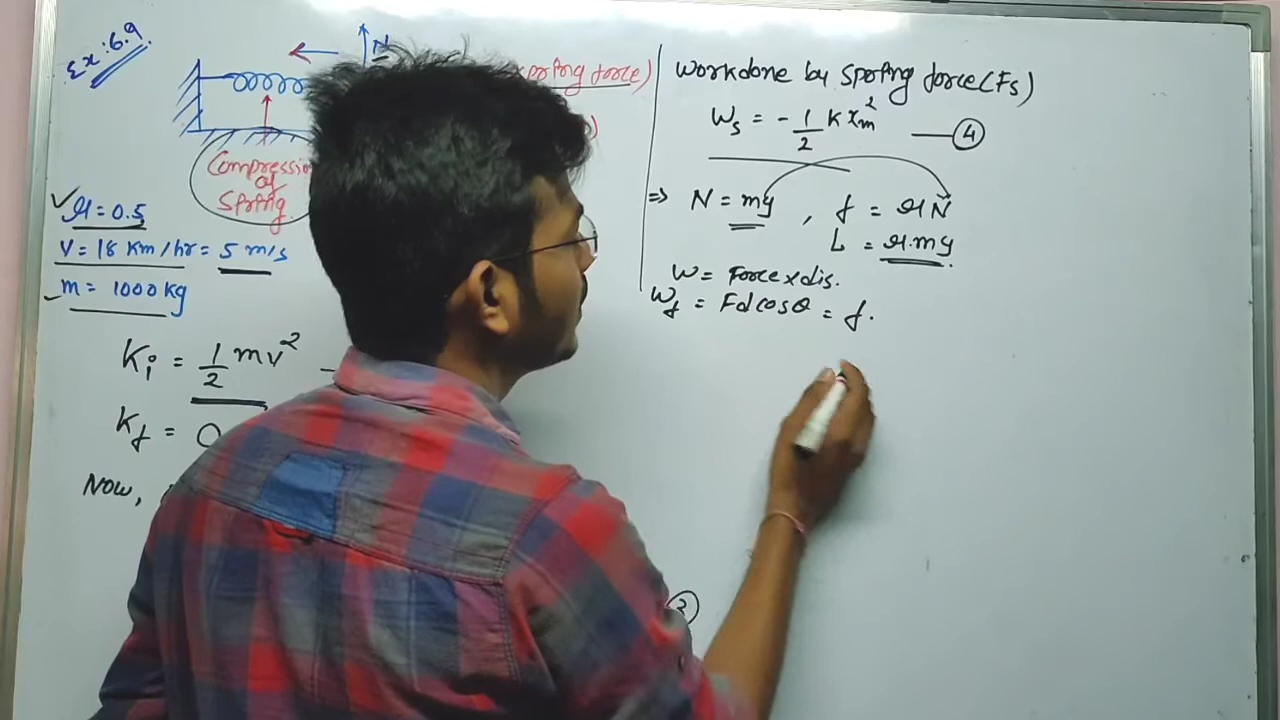 Ex:6.9
N
Compression
of
Spring
μ = 0.5
V = 18 Km/hr = 5 m/s
m = 1000 kg
Ki = 1/2 mv²
Kf = 0
Now,
spring force)
)
2
Workdone by Spring force(Fs)
Ws = - 1/2 K xm² — 4
=> N = mg , f = μN
L = μ.mg.
W = Force x dis.
Wf = Fd cosθ = f.